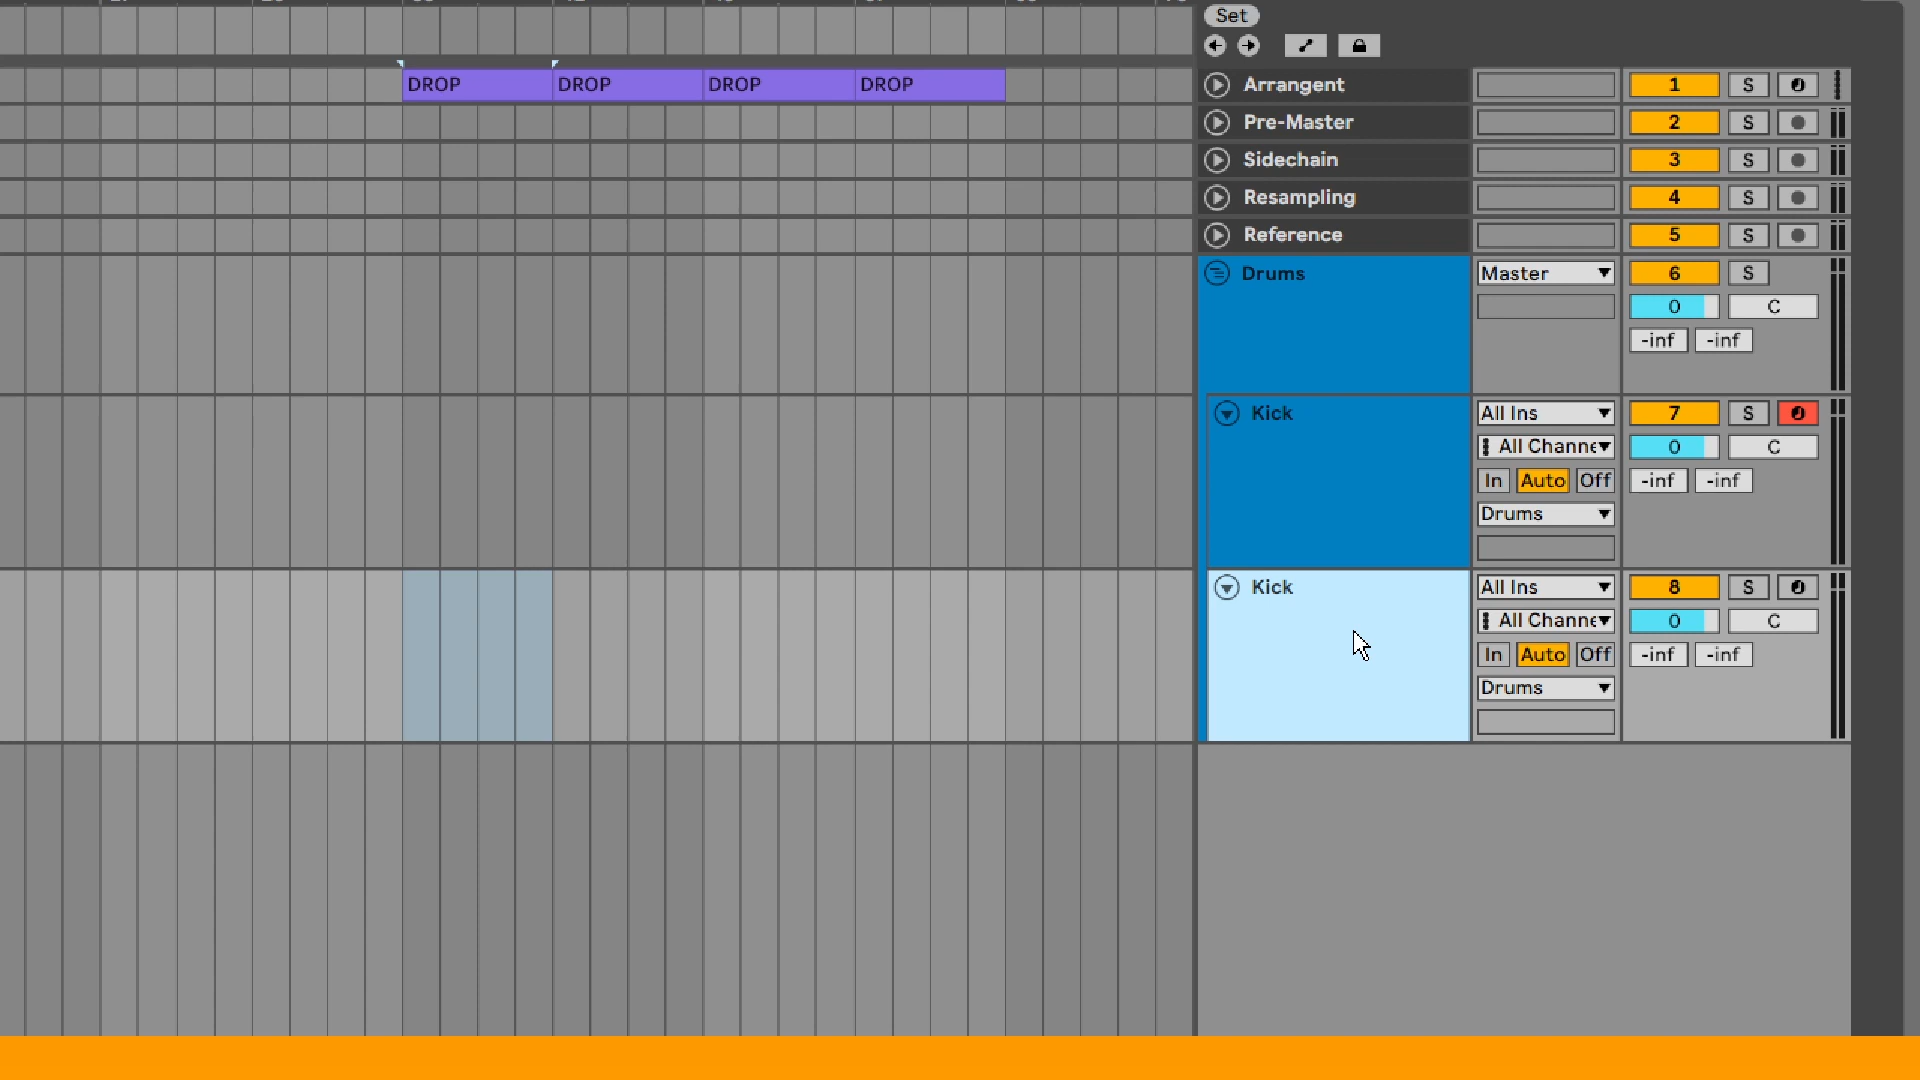 Set
DROP DROP DROP DROP
Arrangent 1 S
Pre-Master 2 S
Sidechain 3 S
Resampling 4 S
Reference 5 S
Drums Master 6 S
0 C
-inf -inf
Kick All Ins 7 S
All Channe 0 C
In Auto Off -inf -inf
Drums
Kick All Ins 8 S
All Channe 0 C
In Auto Off -inf -inf
Drums